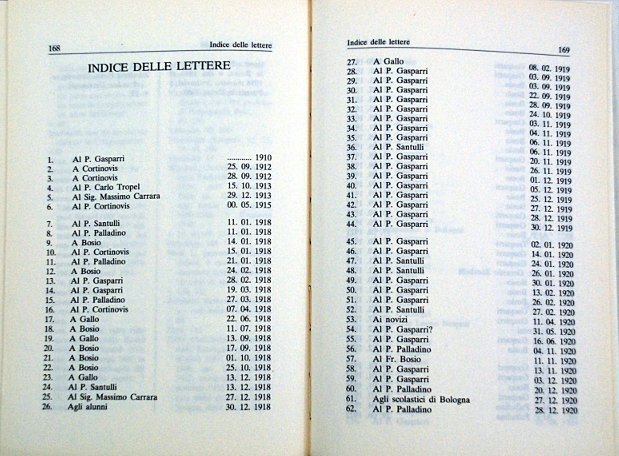 168 Indice delle lettere
INDICE DELLE LETTERE
1. Al P. Gasparri ............ 1910
2. A Cortinovis 25. 09. 1912
3. A Cortinovis 28. 09. 1912
4. Al P. Carlo Tropel 15. 10. 1913
5. Al Sig. Massimo Carrara 29. 12. 1913
6. Al P. Cortinovis 00. 05. 1915
7. Al P. Santulli 11. 01. 1918
8. Al P. Palladino 11. 01. 1918
9. A Bosio 14. 01. 1918
10. Al P. Cortinovis 15. 01. 1918
11. Al P. Palladino 21. 01. 1918
12. A Bosio 24. 02. 1918
13. Al P. Gasparri 28. 02. 1918
14. Al P. Gasparri 19. 03. 1918
15. Al P. Palladino 27. 03. 1918
16. Al P. Cortinovis 07. 04. 1918
17. A Gallo 22. 06. 1918
18. A Bosio 11. 07. 1918
19. A Gallo 13. 09. 1918
20. A Bosio 17. 09. 1918
21. A Bosio 01. 10. 1918
22. A Bosio 25. 10. 1918
23. A Gallo 13. 12. 1918
24. Al P. Santulli 13. 12. 1918
25. Al Sig. Massimo Carrara 27. 12. 1918
26. Agli alunni 30. 12. 1918
Indice delle lettere 169
27. A Gallo 08. 02. 1919
28. Al P. Gasparri 03. 09. 1919
29. Al P. Gasparri 03. 09. 1919
30. Al P. Gasparri 22. 09. 1919
31. Al P. Gasparri 28. 09. 1919
32. Al P. Gasparri 24. 10. 1919
33. Al P. Gasparri 03. 11. 1919
34. Al P. Gasparri 04. 11. 1919
35. Al P. Gasparri 06. 11. 1919
36. Al P. Santulli 06. 11. 1919
37. Al P. Gasparri 20. 11. 1919
38. Al P. Gasparri 26. 11. 1919
39. Al P. Gasparri 01. 12. 1919
40. Al P. Gasparri 05. 12. 1919
41. Al P. Gasparri 25. 12. 1919
42. Al P. Gasparri 27. 12. 1919
43. Al P. Gasparri 28. 12. 1919
44. Al P. Gasparri 30. 12. 1919
45. Al P. Gasparri 02. 01. 1920
46. Al P. Gasparri 14. 01. 1920
47. Al P. Santulli 24. 01. 1920
48. Al P. Santulli 26. 01. 1920
49. Al P. Gasparri 30. 01. 1920
50. Al P. Gasparri 13. 02. 1920
51. Al P. Gasparri 26. 02. 1920
52. Al P. Santulli 27. 02. 1920
53. Ai novizi 11. 04. 1920
54. Al P. Gasparri? 31. 05. 1920
55. Al P. Gasparri 16. 06. 1920
56. Al P. Palladino 04. 11. 1920
57. Al Fr. Bosio 11. 11. 1920
58. Al P. Gasparri 13. 11. 1920
59. Al P. Gasparri 03. 12. 1920
60. Al P. Palladino 20. 12. 1920
61. Agli scolastici di Bologna 27. 12. 1920
62. Al P. Palladino 28. 12. 1920